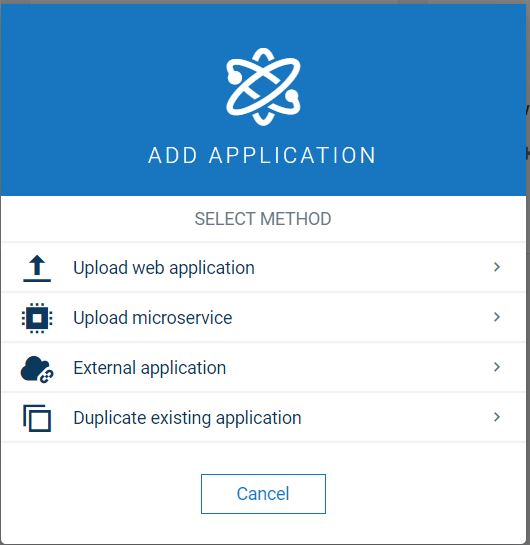 ADD APPLICATION
SELECT METHOD
Upload web application
Upload microservice
External application
Duplicate existing application
Cancel